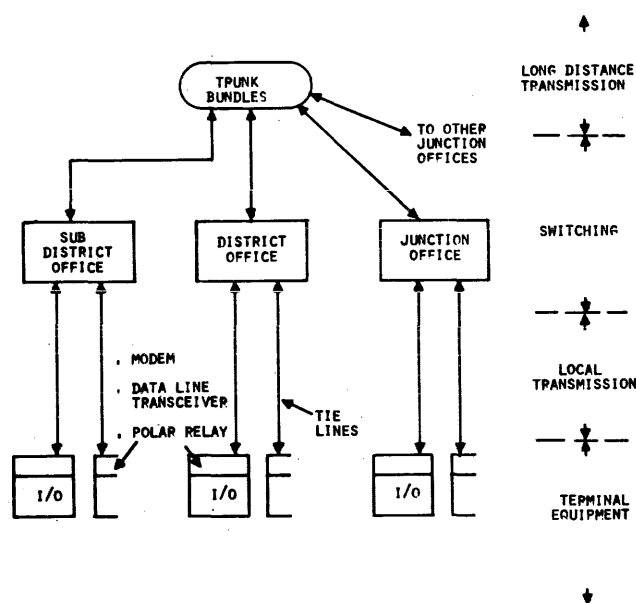 TPUNK
BUNDLES
LONG DISTANCE
TRANSMISSION
TO OTHER
JUNCTION
OFFICES
SUB
DISTRICT
OFFICE
DISTRICT
OFFICE
JUNCTION
OFFICE
SWITCHING
. MODEM
. DATA LINE
TRANSCEIVER
. POLAR RELAY
TIE
LINES
LOCAL
TRANSMISSION
I/O
I/O
I/O
TERMINAL
EQUIPMENT